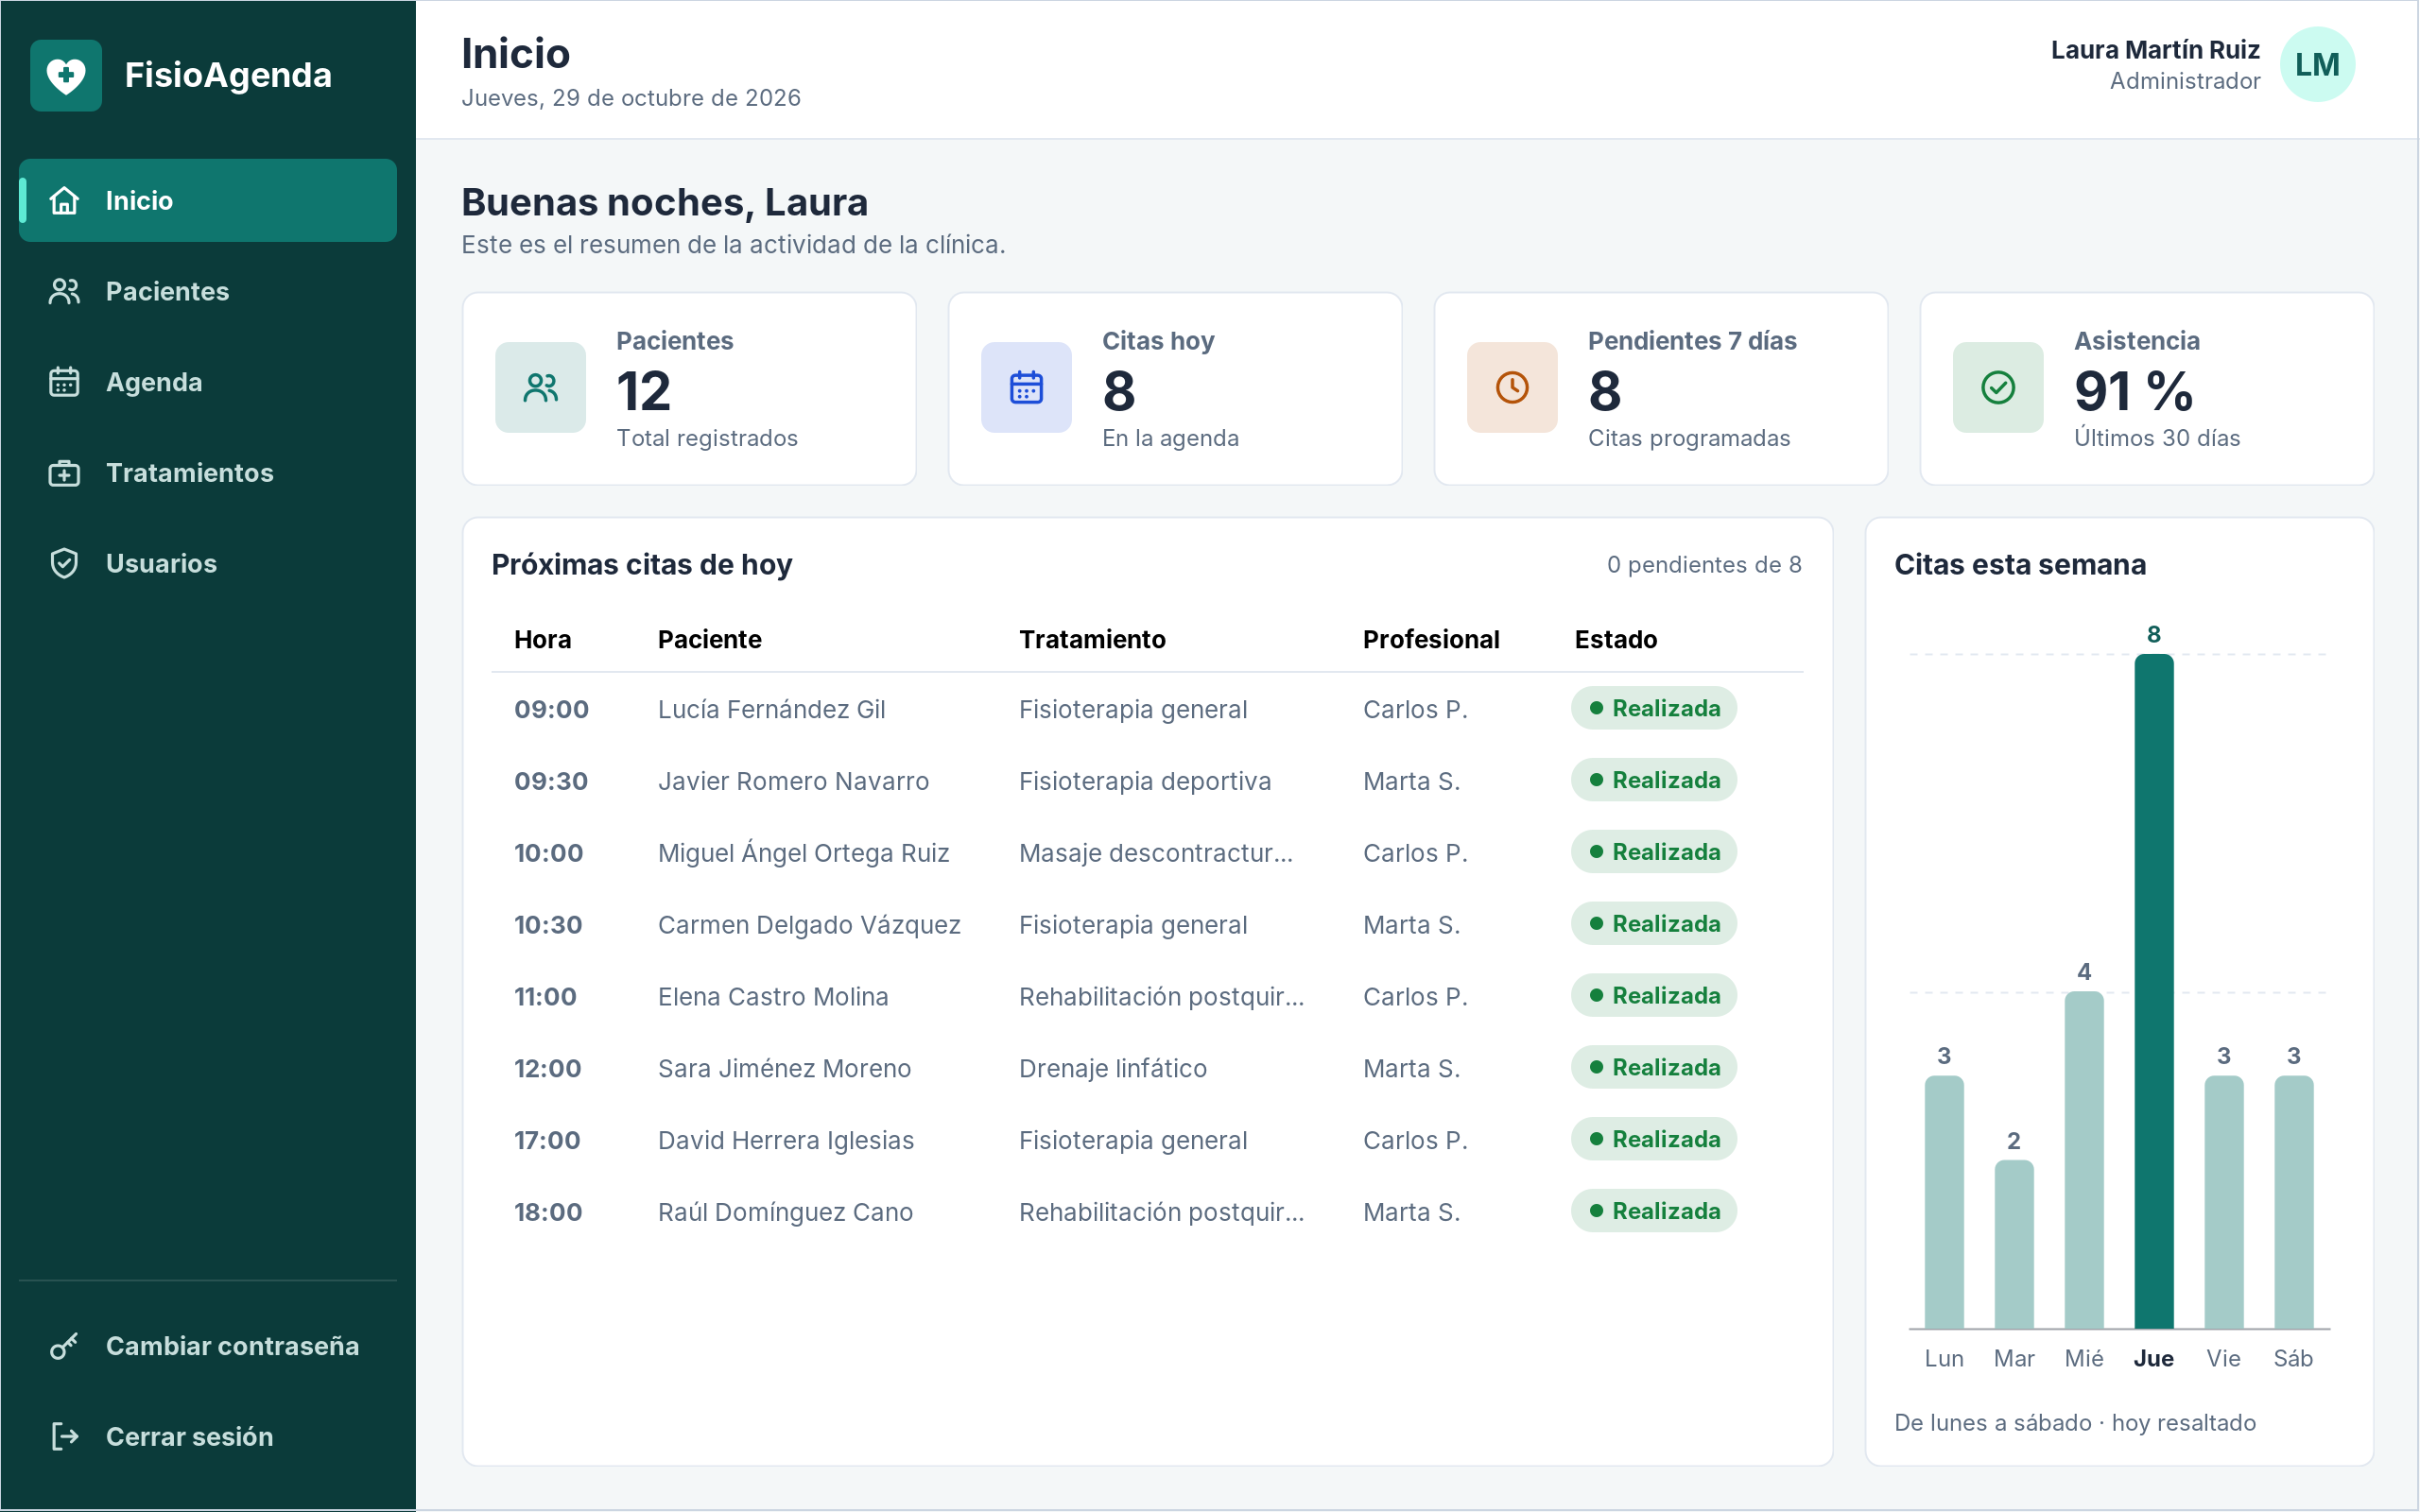 FisioAgenda
Inicio
Pacientes
Agenda
Tratamientos
Usuarios
Cambiar contraseña
Cerrar sesión
Inicio
Jueves, 29 de octubre de 2026
Laura Martín Ruiz
Administrador
LM
Buenas noches, Laura
Este es el resumen de la actividad de la clínica.
Pacientes
12
Total registrados
Citas hoy
8
En la agenda
Pendientes 7 días
8
Citas programadas
Asistencia
91 %
Últimos 30 días
Próximas citas de hoy 0 pendientes de 8
Hora Paciente Tratamiento Profesional Estado
09:00 Lucía Fernández Gil Fisioterapia general Carlos P. Realizada
09:30 Javier Romero Navarro Fisioterapia deportiva Marta S. Realizada
10:00 Miguel Ángel Ortega Ruiz Masaje descontractur... Carlos P. Realizada
10:30 Carmen Delgado Vázquez Fisioterapia general Marta S. Realizada
11:00 Elena Castro Molina Rehabilitación postquir... Carlos P. Realizada
12:00 Sara Jiménez Moreno Drenaje linfático Marta S. Realizada
17:00 David Herrera Iglesias Fisioterapia general Carlos P. Realizada
18:00 Raúl Domínguez Cano Rehabilitación postquir... Marta S. Realizada
Citas esta semana
3 2 4 8 3 3
Lun Mar Mié Jue Vie Sáb
De lunes a sábado · hoy resaltado